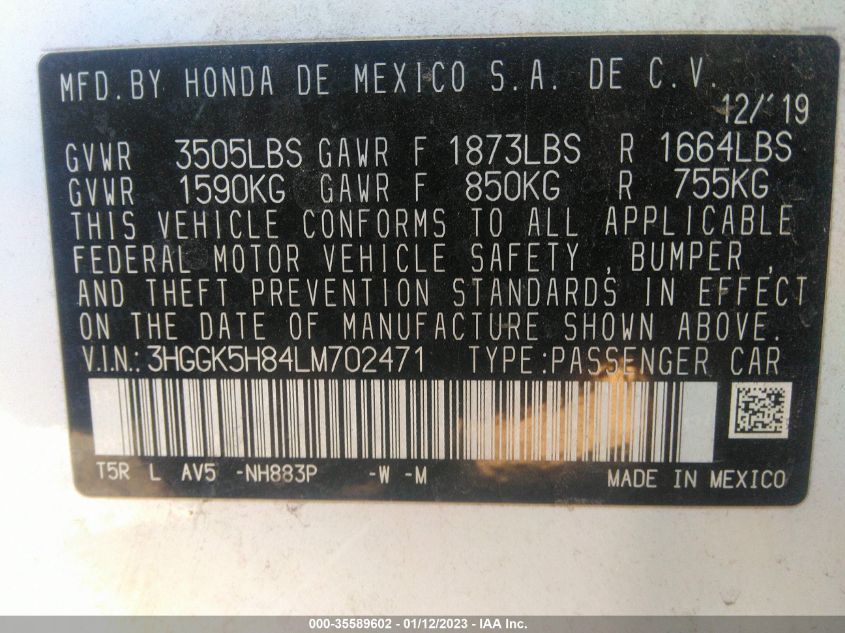 MFD.BY HONDA DE MEXICO S.A. DE C.V.
12/'19
GVWR 3505LBS GAWR F 1873LBS R 1664LBS
GVWR 1590KG GAWR F 850KG R 755KG
THIS VEHICLE CONFORMS TO ALL APPLICABLE
FEDERAL MOTOR VEHICLE SAFETY , BUMPER ,
AND THEFT PREVENTION STANDARDS IN EFFECT
ON THE DATE OF MANUFACTURE SHOWN ABOVE.
V.I.N.: 3HGGK5H84LM702471 TYPE:PASSENGER CAR
T5R L AV5 -NH883P -W -M MADE IN MEXICO
000-35589602 - 01/12/2023 - IAA Inc.